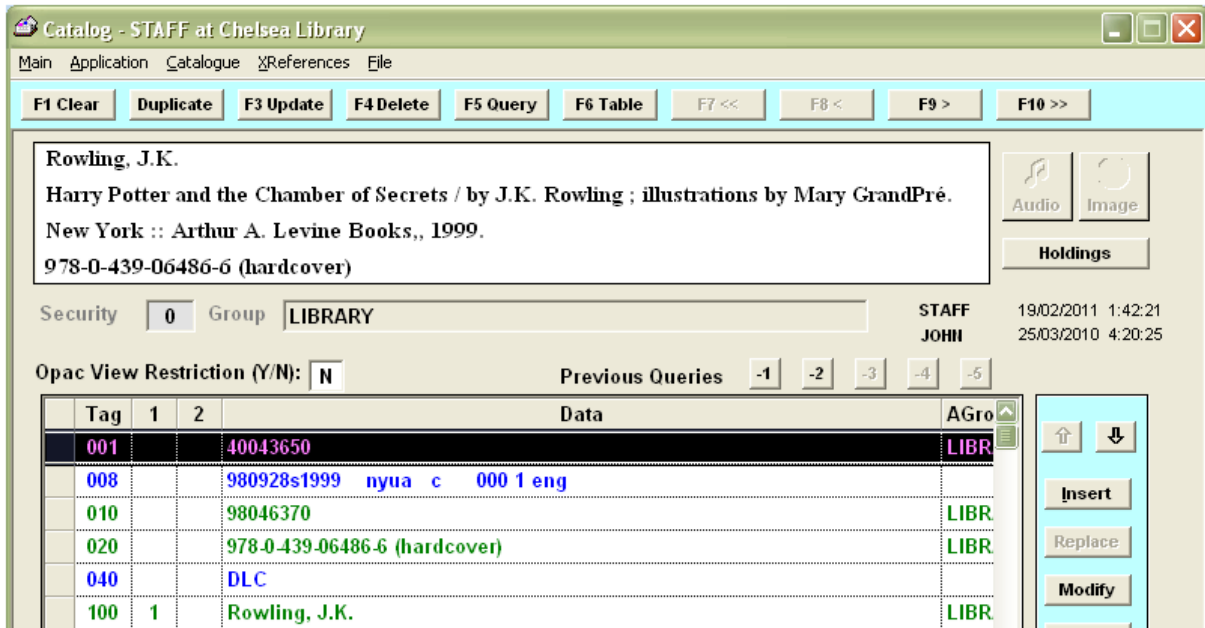 Catalog - STAFF at Chelsea Library
Main Application Catalogue XReferences File
F1 Clear Duplicate F3 Update F4 Delete F5 Query F6 Table F7 << F8 < F9 > F10 >>
Rowling, J.K.
Harry Potter and the Chamber of Secrets / by J.K. Rowling ; illustrations by Mary GrandPré.
New York :: Arthur A. Levine Books,, 1999.
978-0-439-06486-6 (hardcover)
Audio Image
Holdings
Security 0 Group LIBRARY STAFF 19/02/2011 1:42:21
JOHN 25/03/2010 4:20:25
Opac View Restriction (Y/N): N Previous Queries -1 -2 -3 -4 -5
Tag 1 2 Data AGro
001 40043650 LIBR
008 980928s1999 nyua c 000 1 eng
010 98046370 LIBR
020 978-0-439-06486-6 (hardcover) LIBR
040 DLC
100 1 Rowling, J.K. LIBR
Insert
Replace
Modify